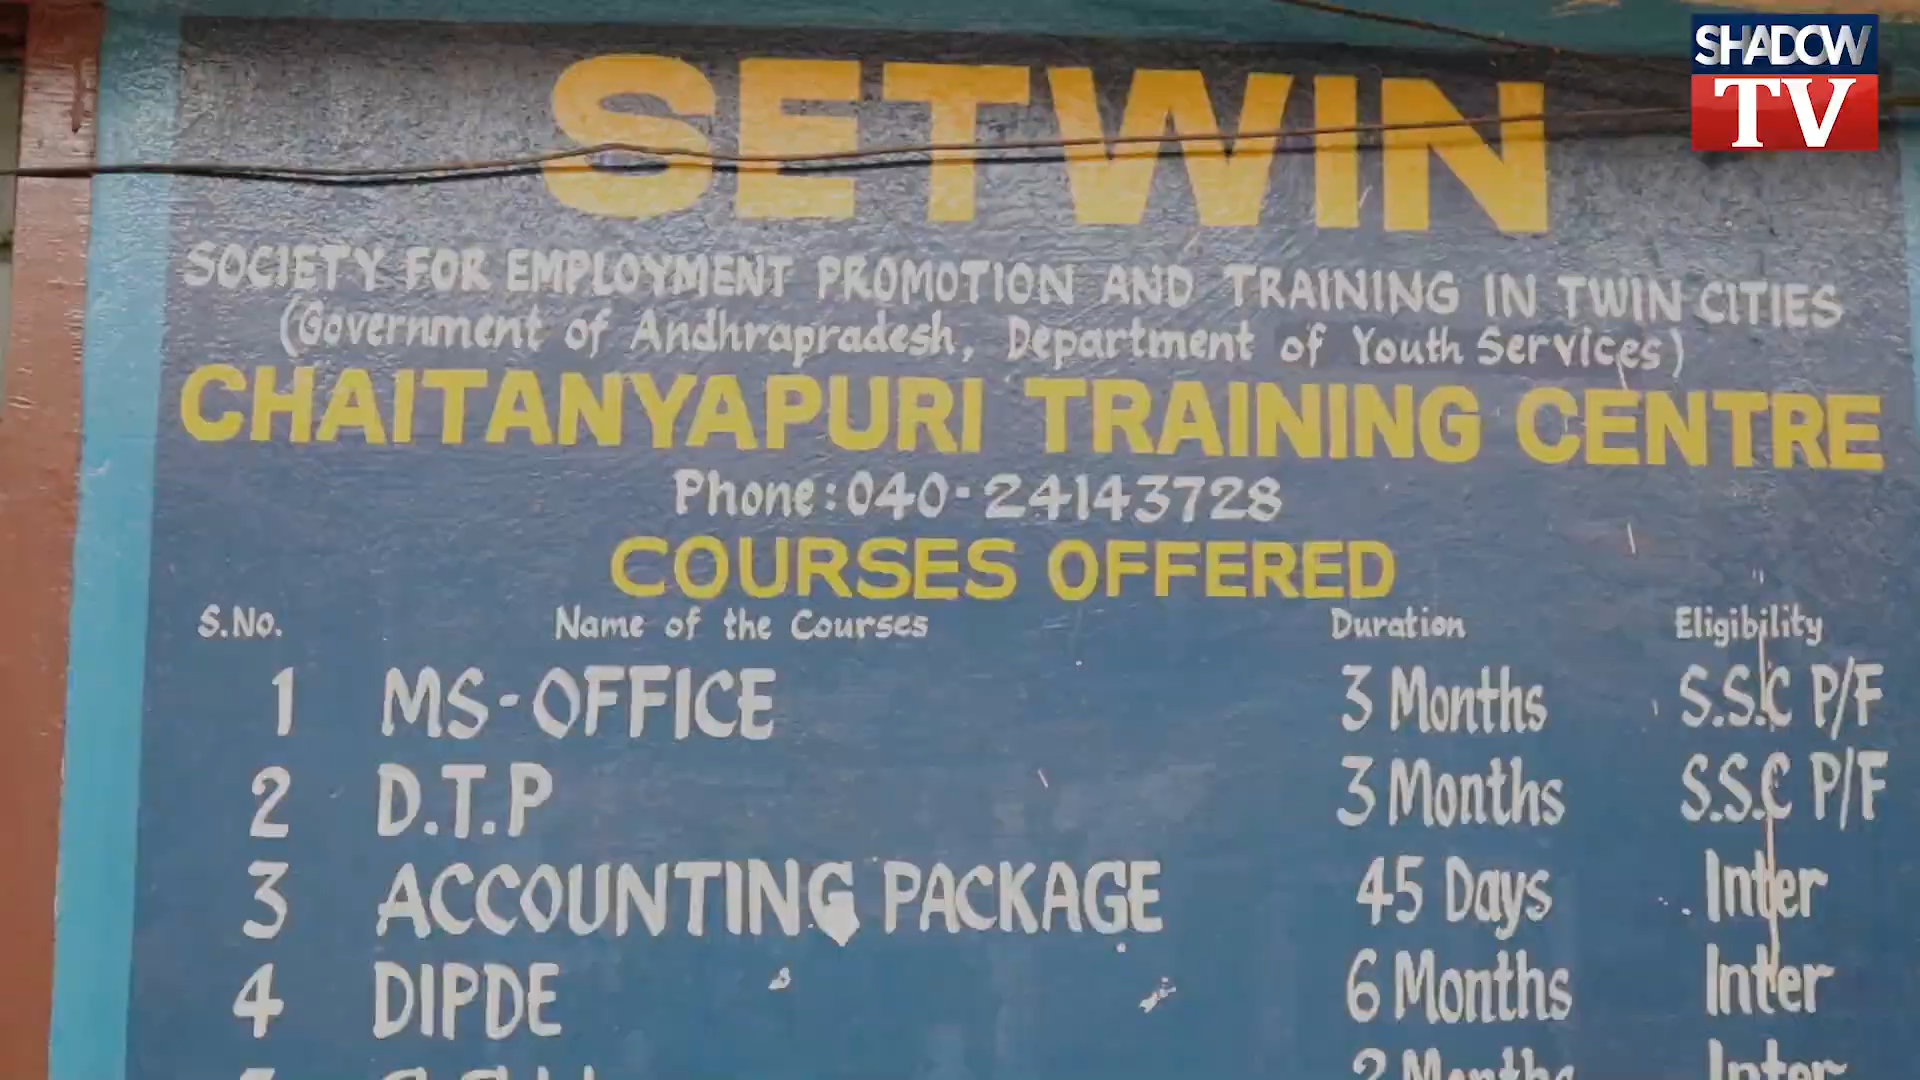 SHADOW
TV
SETWIN
SOCIETY FOR EMPLOYMENT PROMOTION AND TRAINING IN TWIN CITIES
(Government of Andhrapradesh, Department of Youth Services)
CHAITANYAPURI TRAINING CENTRE
Phone: 040-24143728
COURSES OFFERED
S.No. Name of the Courses Duration Eligibility
1 MS-OFFICE 3 Months S.S.C P/F
2 D.T.P 3 Months S.S.C P/F
3 ACCOUNTING PACKAGE 45 Days Inter
4 DIPDE 6 Months Inter
Months Inter